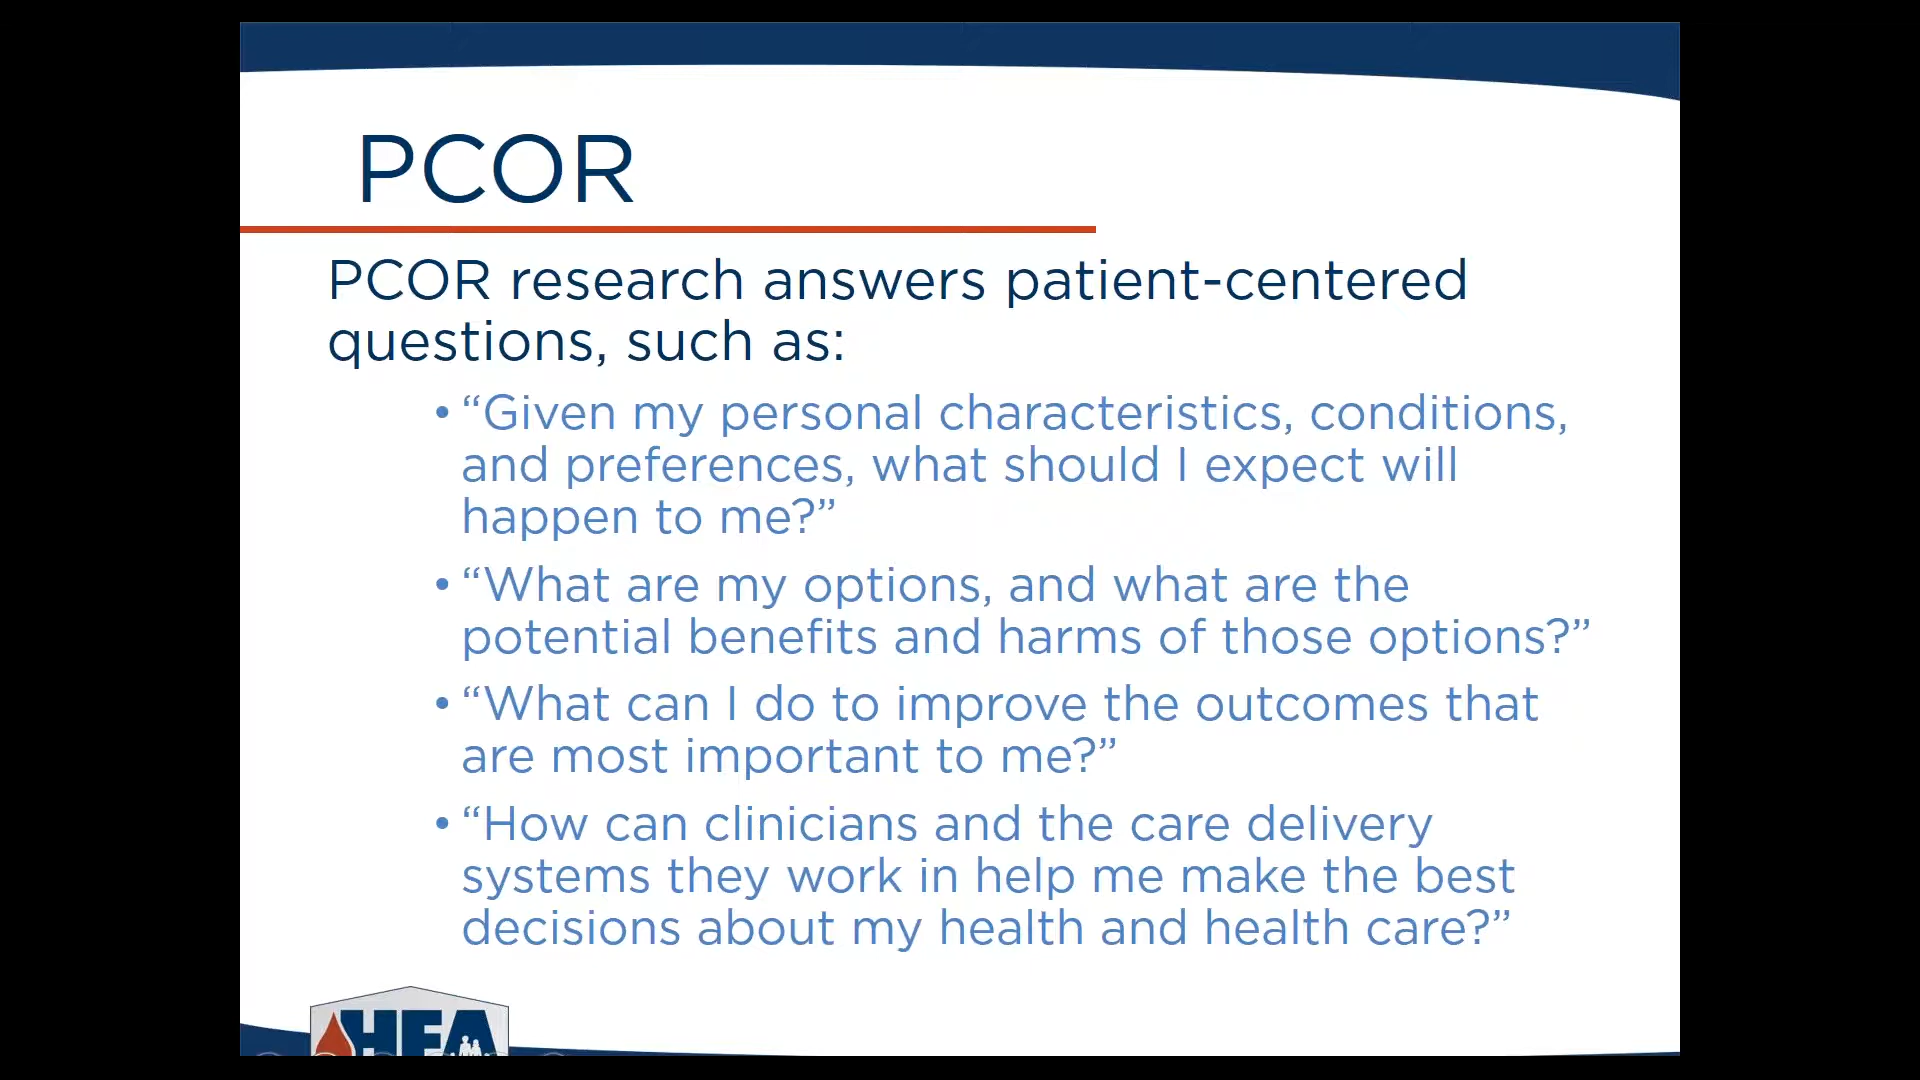 PCOR
PCOR research answers patient-centered
questions, such as:
• “Given my personal characteristics, conditions,
and preferences, what should I expect will
happen to me?”
• “What are my options, and what are the
potential benefits and harms of those options?”
• “What can I do to improve the outcomes that
are most important to me?”
• “How can clinicians and the care delivery
systems they work in help me make the best
decisions about my health and health care?”
HFA